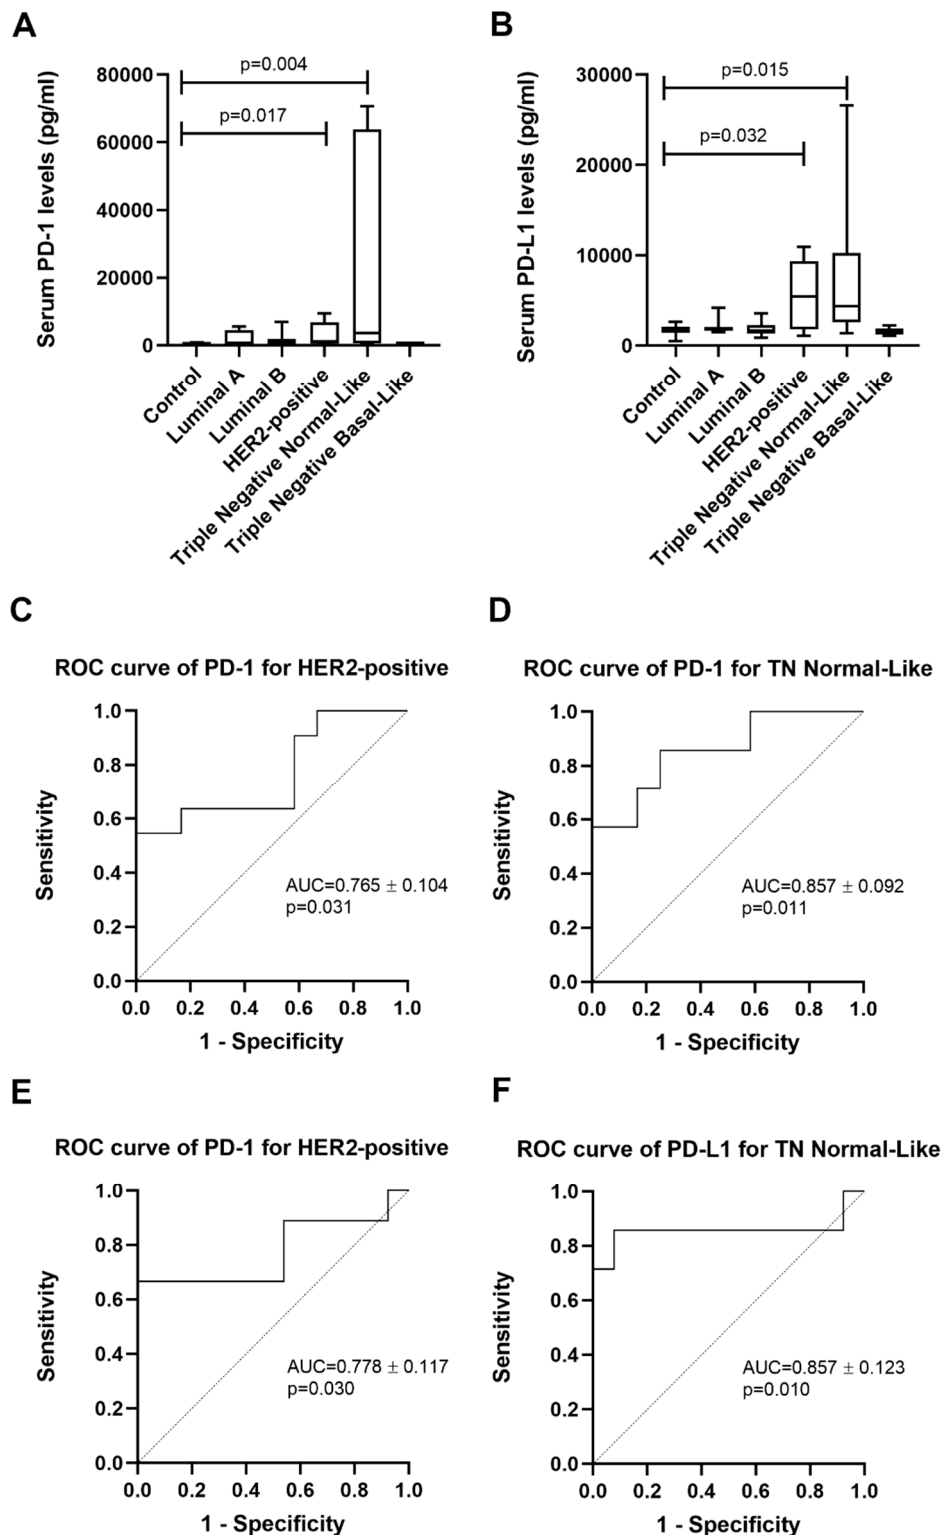 A
Serum PD-1 levels (pg/ml)
80000
60000
40000
20000
0
p=0.004
p=0.017
Control
Luminal A
Luminal B
HER2-positive
Triple Negative Normal-Like
Triple Negative Basal-Like
B
Serum PD-L1 levels (pg/ml)
30000
20000
10000
0
p=0.015
p=0.032
Control
Luminal A
Luminal B
HER2-positive
Triple Negative Normal-Like
Triple Negative Basal-Like
C
ROC curve of PD-1 for HER2-positive
Sensitivity
1.0
0.8
0.6
0.4
0.2
0.0
AUC=0.765 ± 0.104
p=0.031
0.0 0.2 0.4 0.6 0.8 1.0
1 - Specificity
D
ROC curve of PD-1 for TN Normal-Like
Sensitivity
1.0
0.8
0.6
0.4
0.2
0.0
AUC=0.857 ± 0.092
p=0.011
0.0 0.2 0.4 0.6 0.8 1.0
1 - Specificity
E
ROC curve of PD-1 for HER2-positive
Sensitivity
1.0
0.8
0.6
0.4
0.2
0.0
AUC=0.778 ± 0.117
p=0.030
0.0 0.2 0.4 0.6 0.8 1.0
1 - Specificity
F
ROC curve of PD-L1 for TN Normal-Like
Sensitivity
1.0
0.8
0.6
0.4
0.2
0.0
AUC=0.857 ± 0.123
p=0.010
0.0 0.2 0.4 0.6 0.8 1.0
1 - Specificity